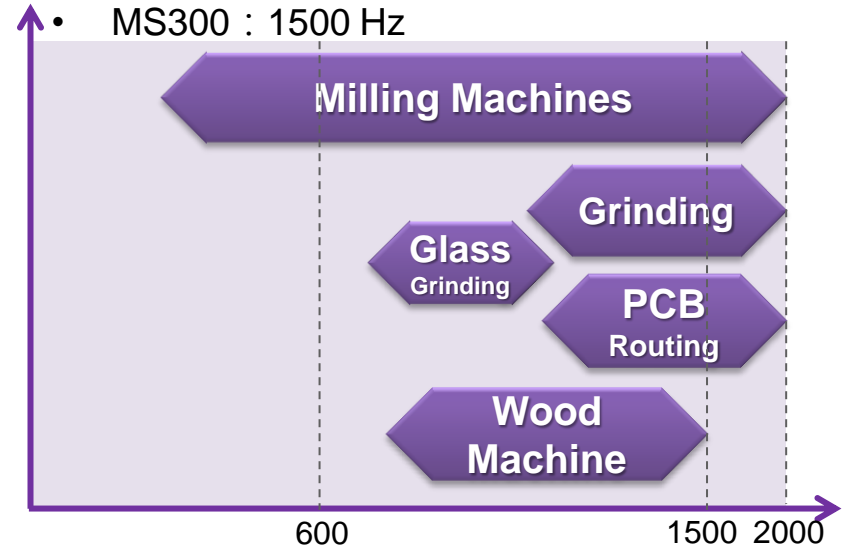 • MS300：1500 Hz
Milling Machines
Grinding
Glass
Grinding
PCB
Routing
Wood
Machine
600 1500 2000